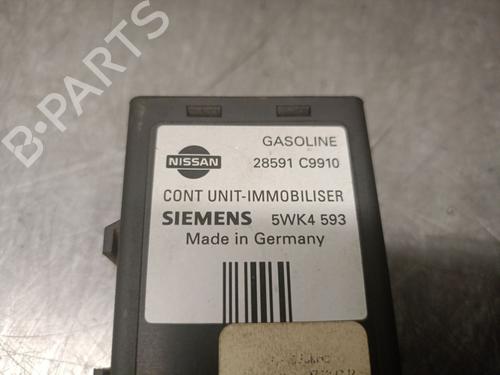 B-PARTS
GASOLINE
NISSAN 28591 C9910
CONT UNIT-IMMOBILISER
SIEMENS 5WK4 593
Made in Germany